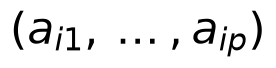 (a_{i1}, … , a_{ip})